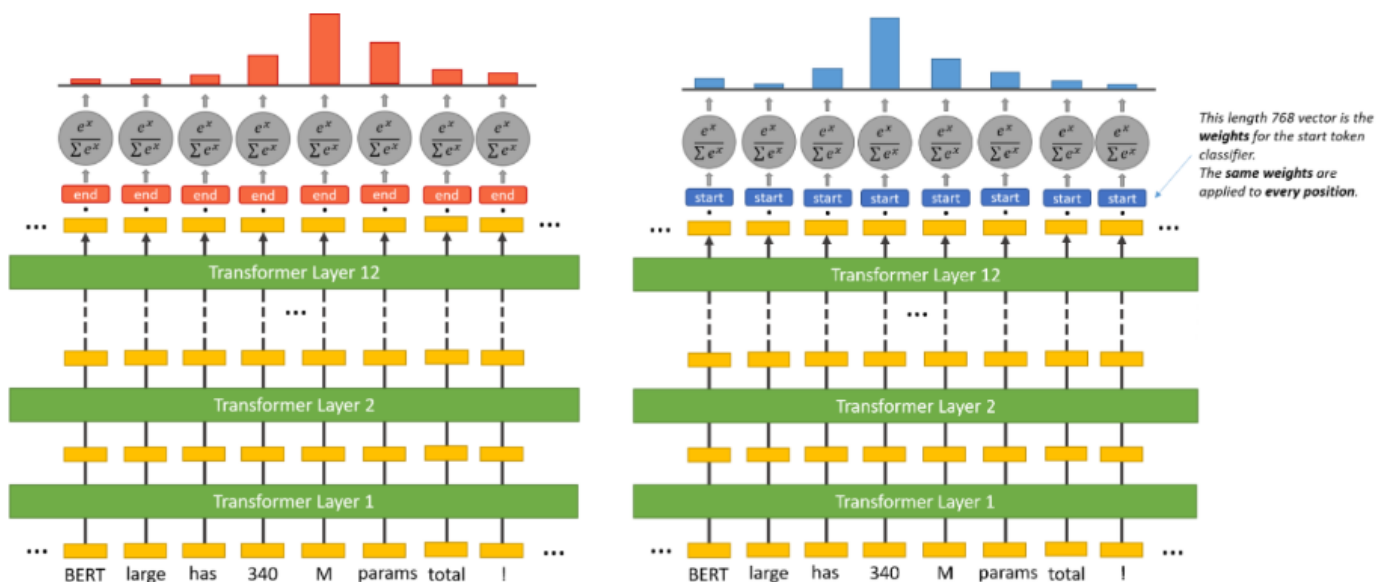 e^x / Σ e^x e^x / Σ e^x e^x / Σ e^x e^x / Σ e^x e^x / Σ e^x e^x / Σ e^x e^x / Σ e^x e^x / Σ e^x
end end end end end end end end
... ...
Transformer Layer 12
...
Transformer Layer 2
Transformer Layer 1
... ...
BERT large has 340 M params total !
e^x / Σ e^x e^x / Σ e^x e^x / Σ e^x e^x / Σ e^x e^x / Σ e^x e^x / Σ e^x e^x / Σ e^x e^x / Σ e^x
start start start start start start start start
... ...
Transformer Layer 12
...
Transformer Layer 2
Transformer Layer 1
... ...
BERT large has 340 M params total !
This length 768 vector is the
weights for the start token
classifier.
The same weights are
applied to every position.